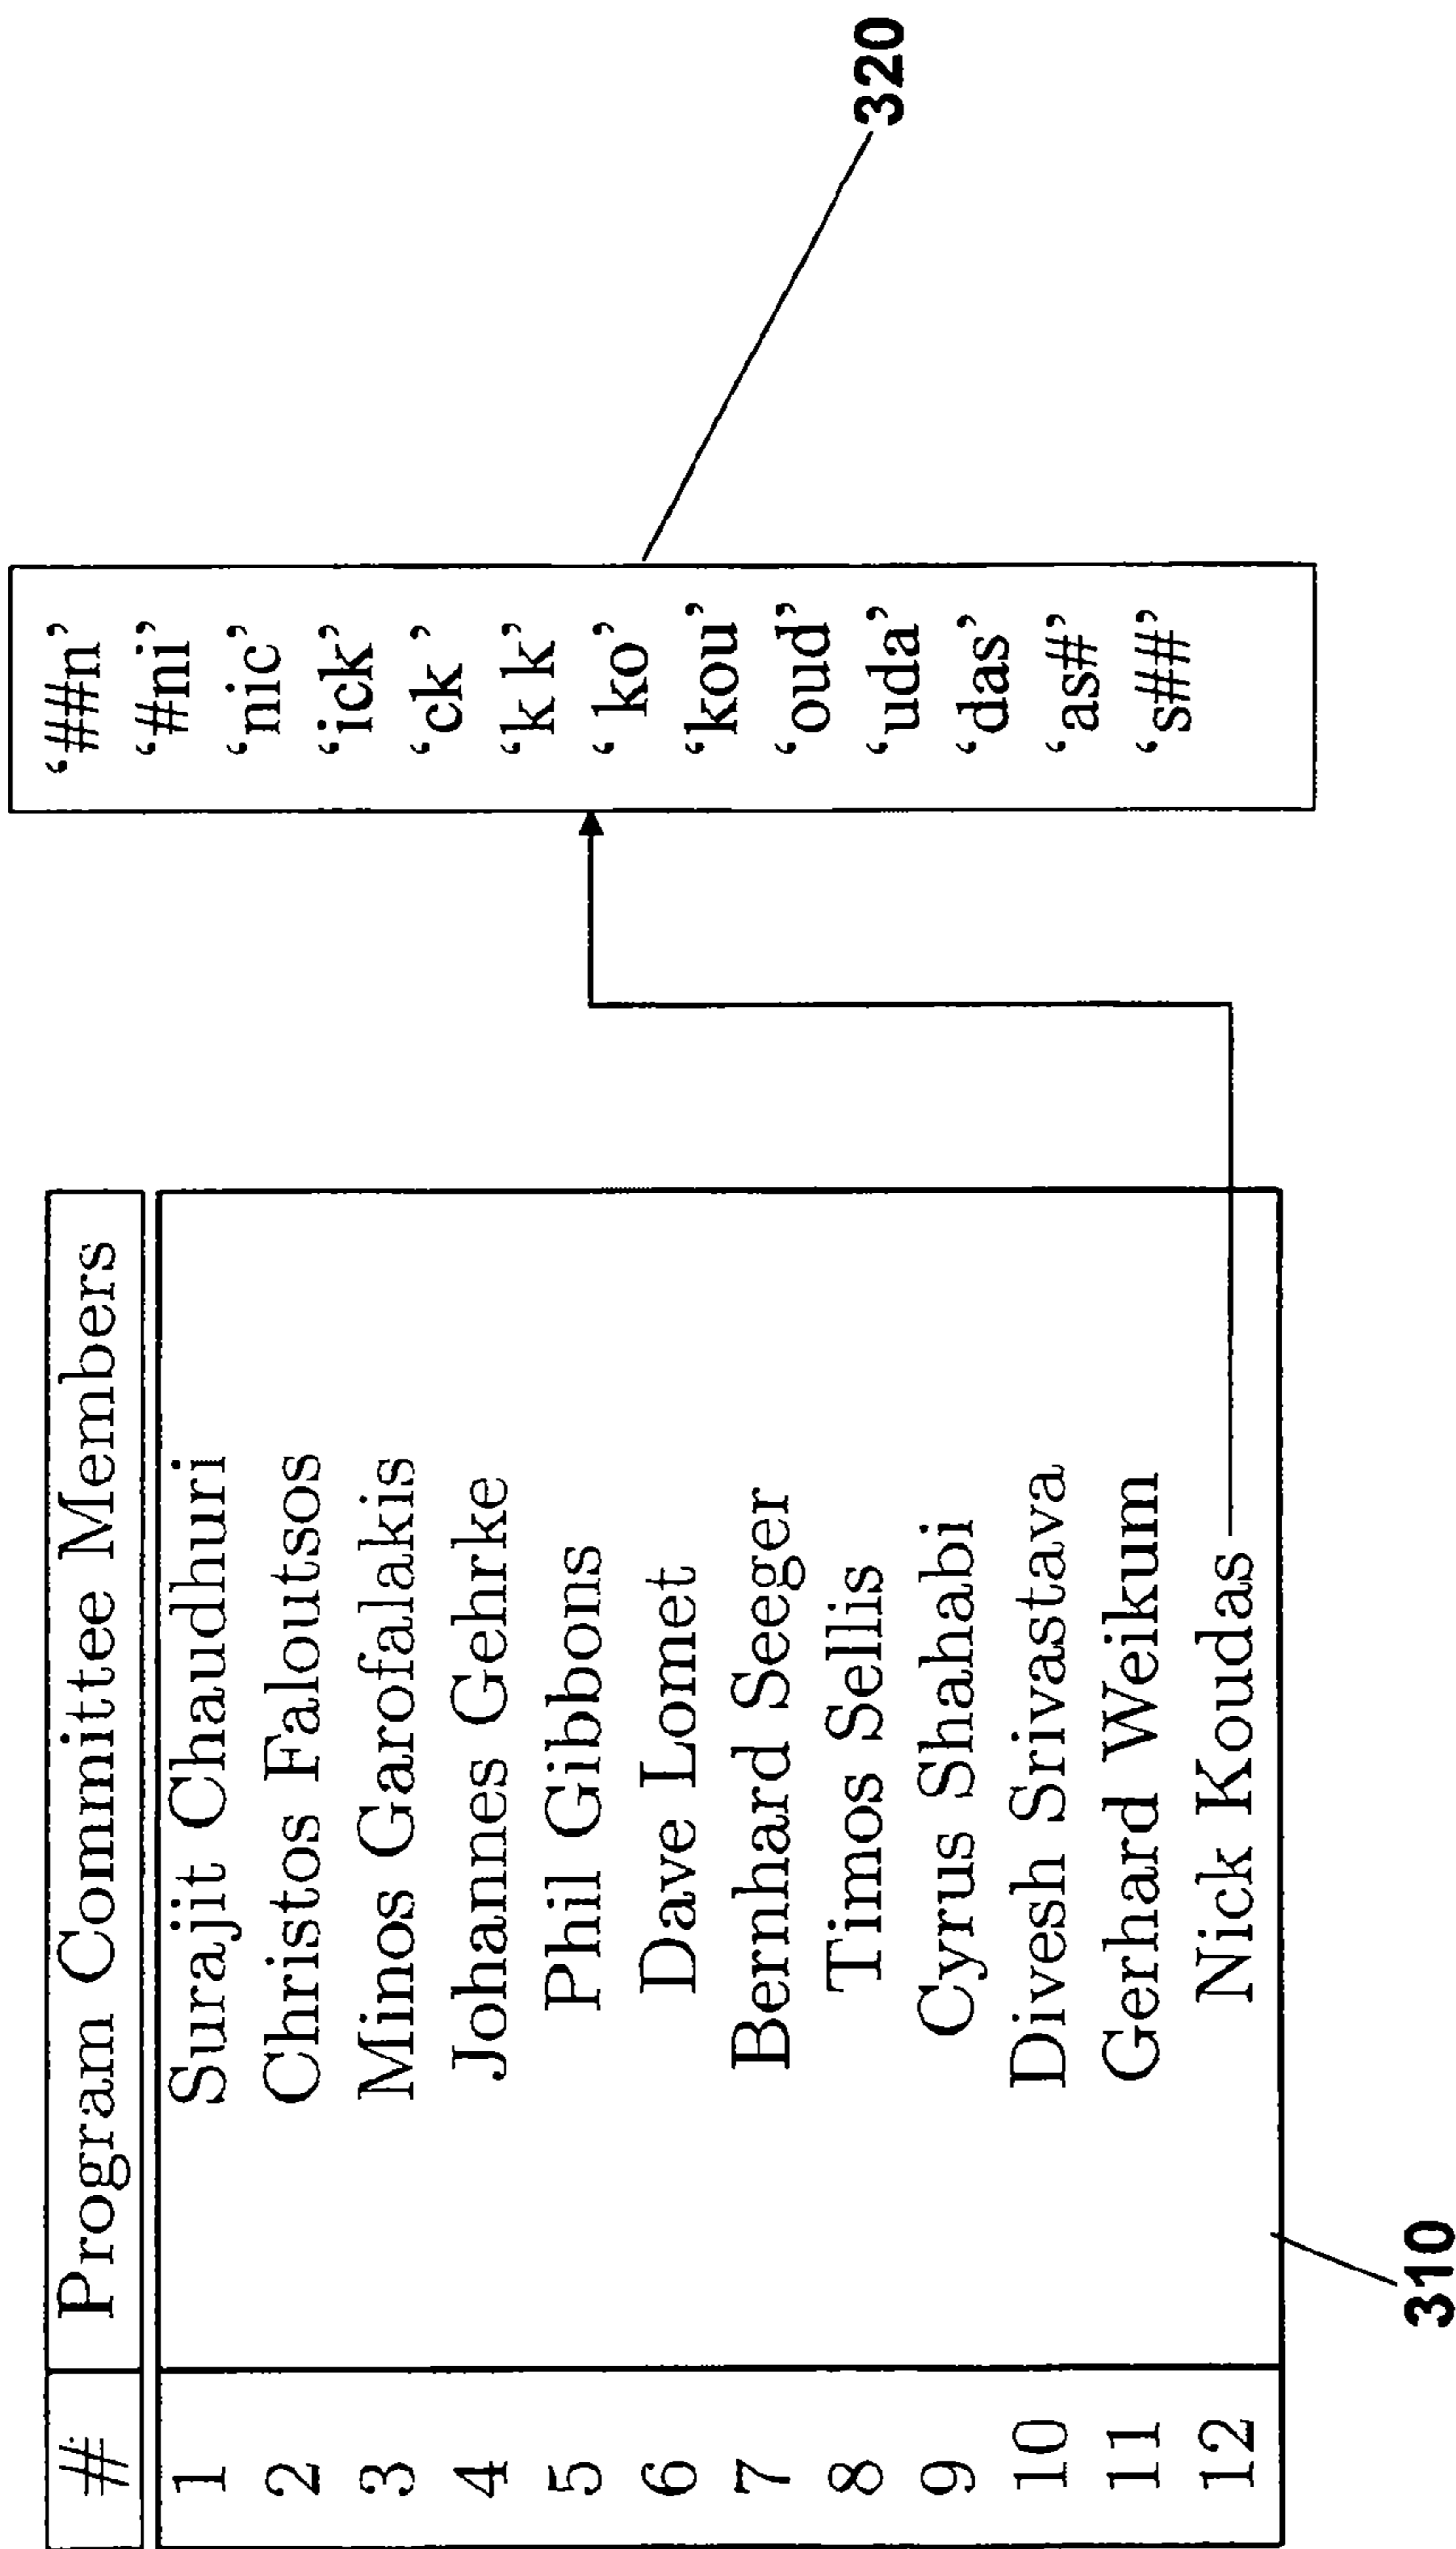 # Program Committee Members
1 Surajit Chaudhuri
2 Christos Faloutsos
3 Minos Garofalakis
4 Johannes Gehrke
5 Phil Gibbons
6 Dave Lomet
7 Bernhard Seeger
8 Timos Sellis
9 Cyrus Shahabi
10 Divesh Srivastava
11 Gerhard Weikum
12 Nick Koudas
310
‘##n’
‘#ni’
‘nic’
‘ick’
‘ck ’
‘k k’
‘ ko’
‘kou’
‘oud’
‘uda’
‘das’
‘as#’
‘s##’
320